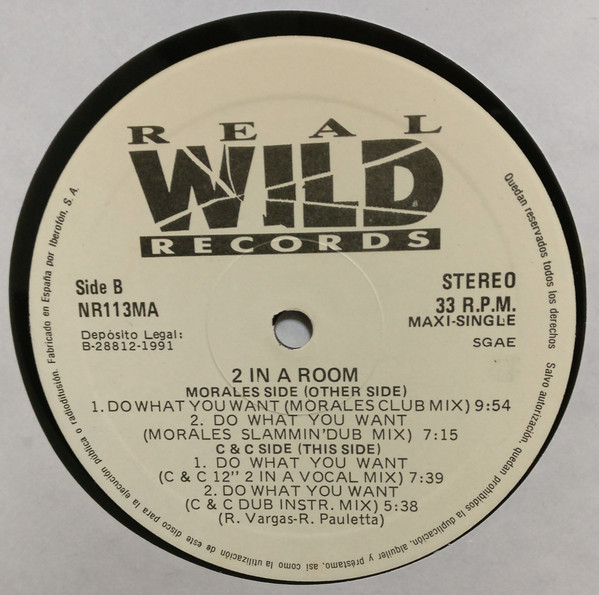 REAL
WILD
RECORDS
Side B
NR113MA
Depósito Legal:
B-28812-1991
STEREO
33 R.P.M.
MAXI-SINGLE
SGAE
2 IN A ROOM
MORALES SIDE (OTHER SIDE)
1. DO WHAT YOU WANT (MORALES CLUB MIX) 9:54
2. DO WHAT YOU WANT
(MORALES SLAMMIN'DUB MIX) 7:15
C & C SIDE (THIS SIDE)
1. DO WHAT YOU WANT
(C & C 12" 2 IN A VOCAL MIX) 7:39
2. DO WHAT YOU WANT
(C & C DUB INSTR. MIX) 5:38
(R. Vargas-R. Pauletta)
Quedan reservados todos los derechos Salvo autorización, quedan prohibidos la duplicación, alquiler y préstamo, así como la utilización de este disco para la ejecución pública o radiodifusión. Fabricado en España por Iberofón, S. A.